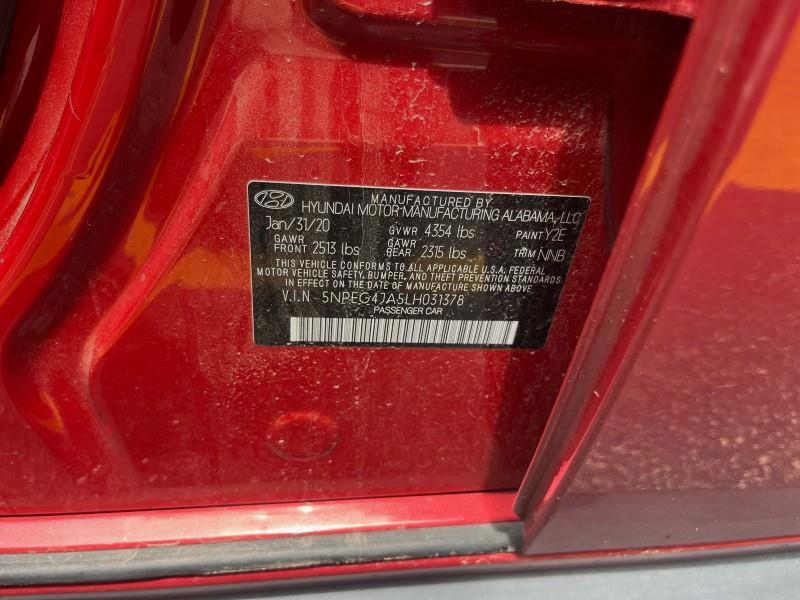 MANUFACTURED BY
HYUNDAI MOTOR MANUFACTURING ALABAMA, LLC
Jan/31/20 GVWR 4354 lbs PAINT Y2E
GAWR FRONT 2513 lbs GAWR REAR 2315 lbs TRIM NNB
THIS VEHICLE CONFORMS TO ALL APPLICABLE U.S. FEDERAL
MOTOR VEHICLE SAFETY, BUMPER, AND THEFT PREVENTION STANDARDS
IN EFFECT ON THE DATE OF MANUFACTURE SHOWN ABOVE.
V.I.N 5NPEG4JA5LH031378
PASSENGER CAR